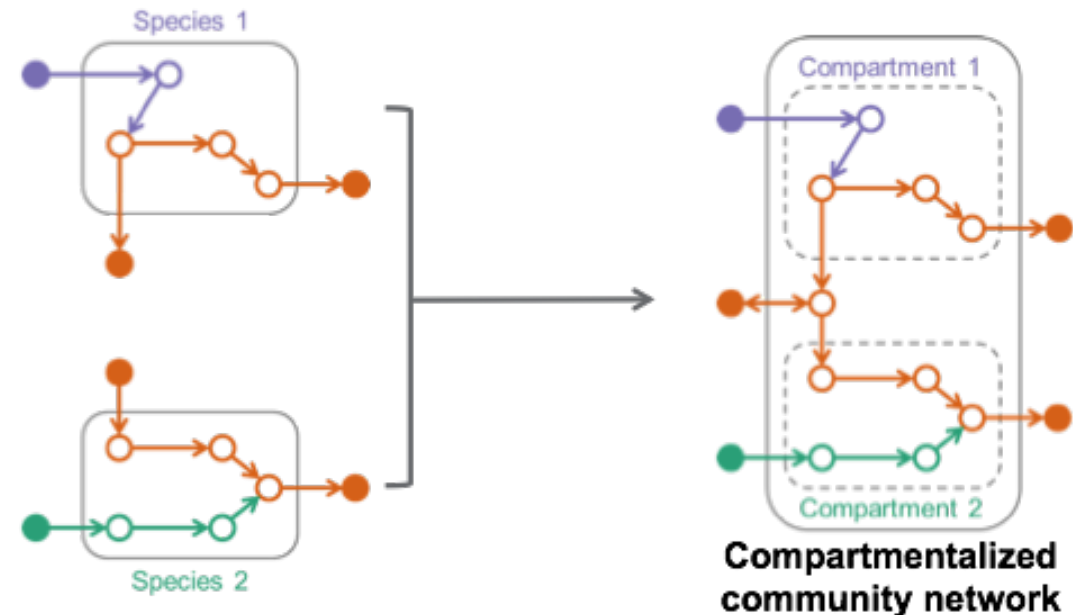 Species 1
Compartment 1
Species 2
Compartment 2
Compartmentalized
community network